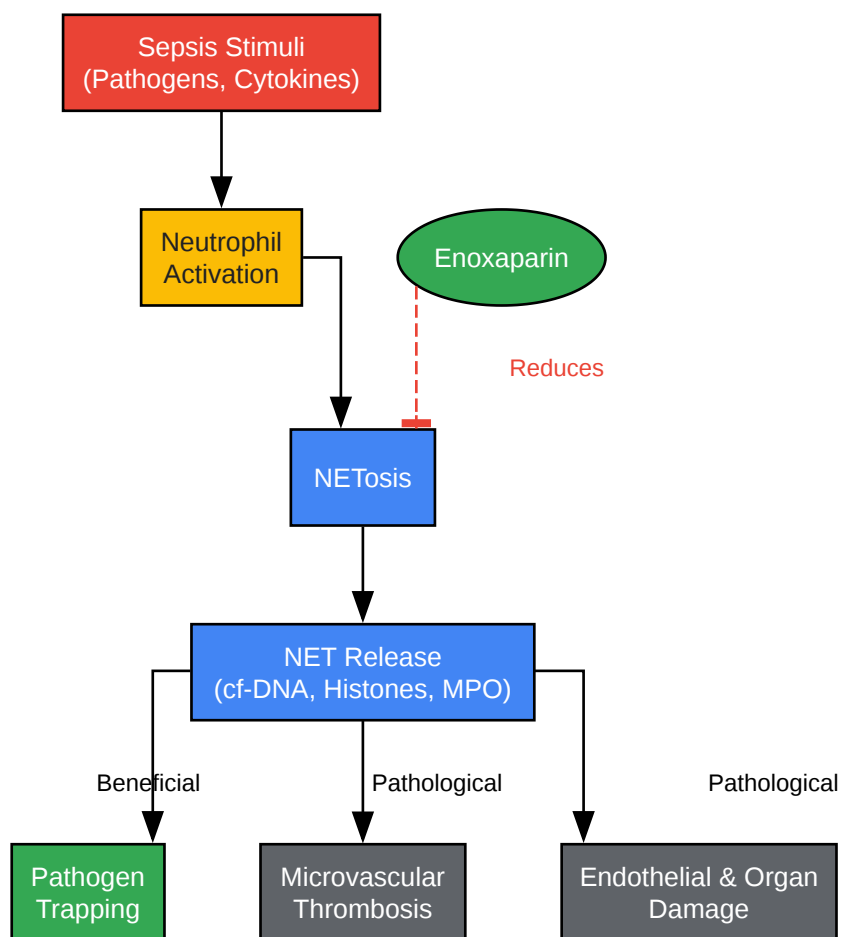 Sepsis Stimuli
(Pathogens, Cytokines)
Neutrophil
Activation
Enoxaparin
Reduces
NETosis
NET Release
(cf-DNA, Histones, MPO)
Beneficial
Pathological
Pathological
Pathogen
Trapping
Microvascular
Thrombosis
Endothelial & Organ
Damage